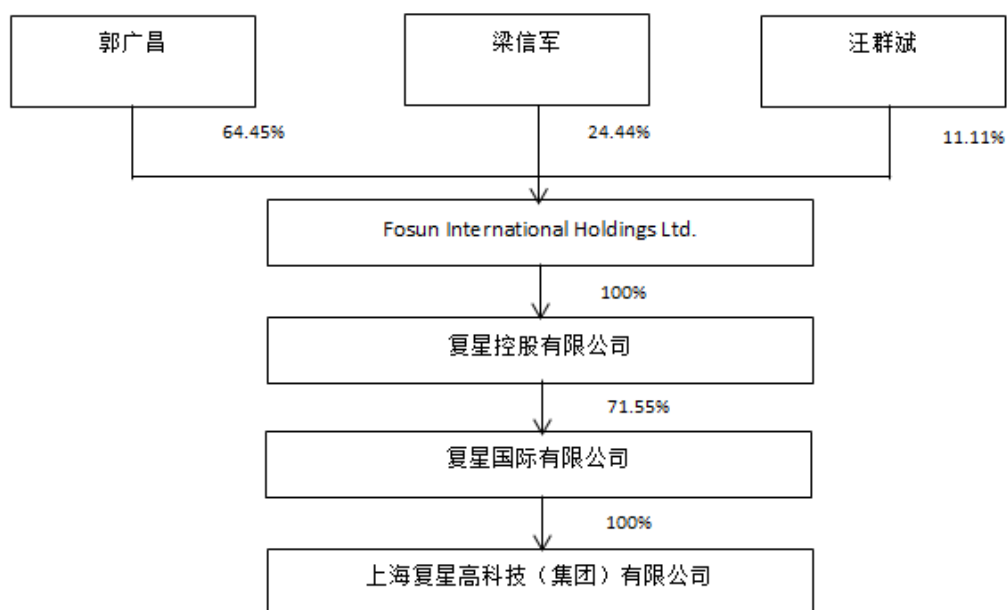 郭广昌
梁信军
汪群斌
64.45%
24.44%
11.11%
Fosun International Holdings Ltd.
100%
复星控股有限公司
71.55%
复星国际有限公司
100%
上海复星高科技（集团）有限公司